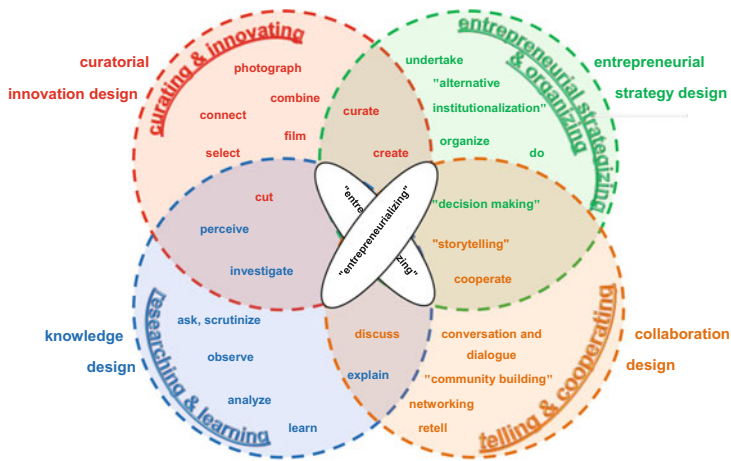 curatorial
innovation design
curating & innovating
photograph
combine
connect
film
select
curate
create
undertake
"alternative
institutionalization"
organize
do
entrepreneurial strategizing
& organizing
entrepreneurial
strategy design
cut
perceive
investigate
"entre
zing"
"entrepreneurializing"
"decision making"
"storytelling"
cooperate
knowledge
design
researching & learning
ask, scrutinize
observe
analyze
learn
discuss
explain
conversation and
dialogue
"community building"
networking
retell
telling & cooperating
collaboration
design